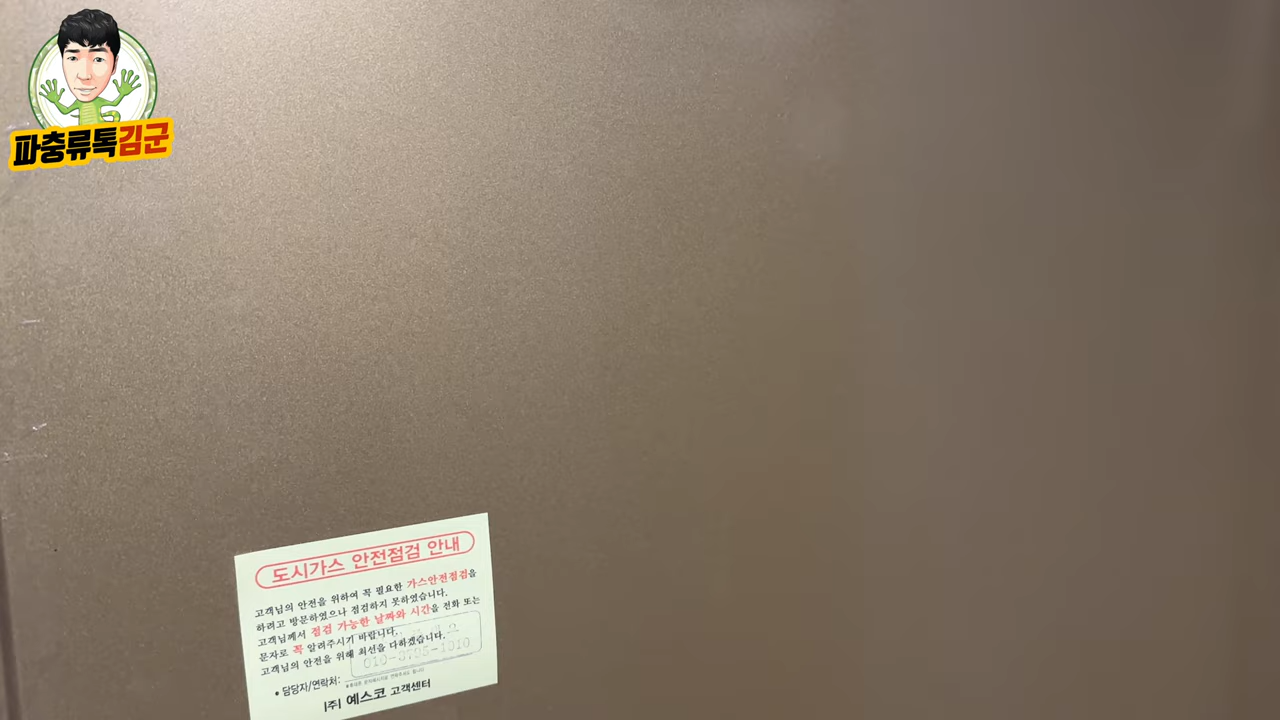 파충류톡김군
도시가스 안전점검 안내
고객님의 안전을 위하여 꼭 필요한 가스안전점검을
하려고 방문하였으나 점검하지 못하였습니다.
고객님께서 점검 가능한 날짜와 시간을 전화 또는
문자로 꼭 알려주시기 바랍니다.
고객님의 안전을 위해 최선을 다하겠습니다.
• 담당자/연락처:
(주) 예스코 고객센터